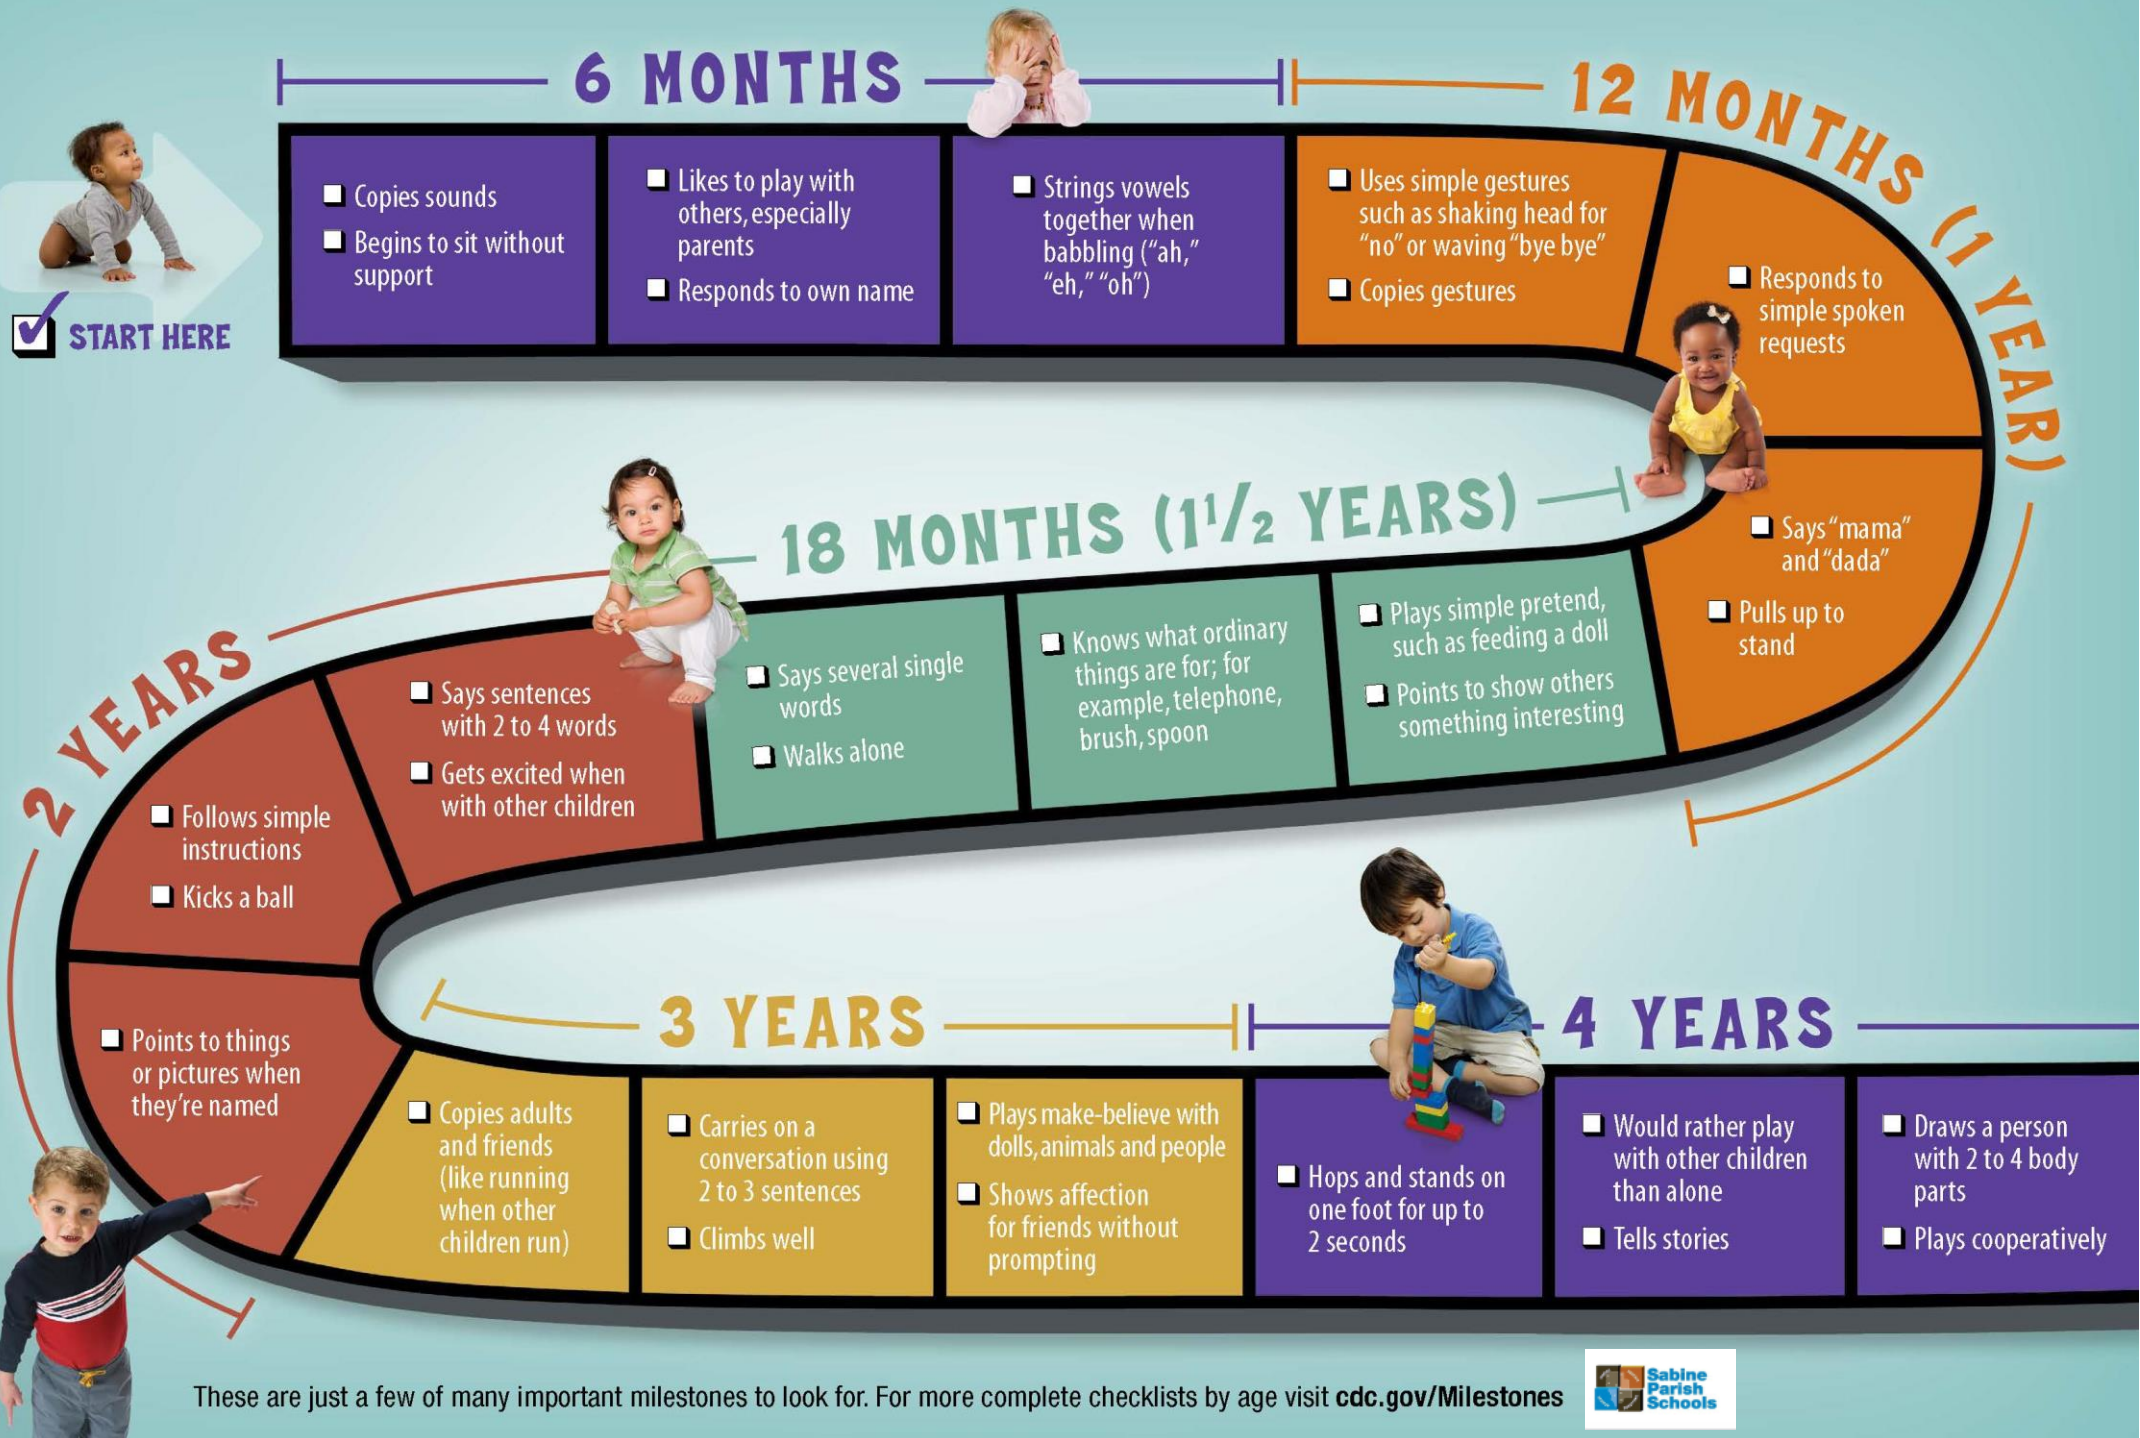 6 MONTHS
12 MONTHS (1 YEAR)
START HERE
Copies sounds
Begins to sit without
support
Likes to play with
others, especially
parents
Responds to own name
Strings vowels
together when
babbling (“ah,”
“eh,” “oh”)
Uses simple gestures
such as shaking head for
“no” or waving “bye bye”
Copies gestures
Responds to
simple spoken
requests
Says “mama”
and “dada”
Pulls up to
stand
18 MONTHS (1 1/2 YEARS)
Plays simple pretend,
such as feeding a doll
Points to show others
something interesting
Knows what ordinary
things are for; for
example, telephone,
brush, spoon
Says several single
words
Walks alone
2 YEARS
Says sentences
with 2 to 4 words
Gets excited when
with other children
Follows simple
instructions
Kicks a ball
Points to things
or pictures when
they’re named
3 YEARS
Copies adults
and friends
(like running
when other
children run)
Carries on a
conversation using
2 to 3 sentences
Climbs well
Plays make-believe with
dolls, animals and people
Shows affection
for friends without
prompting
4 YEARS
Hops and stands on
one foot for up to
2 seconds
Would rather play
with other children
than alone
Tells stories
Draws a person
with 2 to 4 body
parts
Plays cooperatively
These are just a few of many important milestones to look for. For more complete checklists by age visit cdc.gov/Milestones
Sabine
Parish
Schools